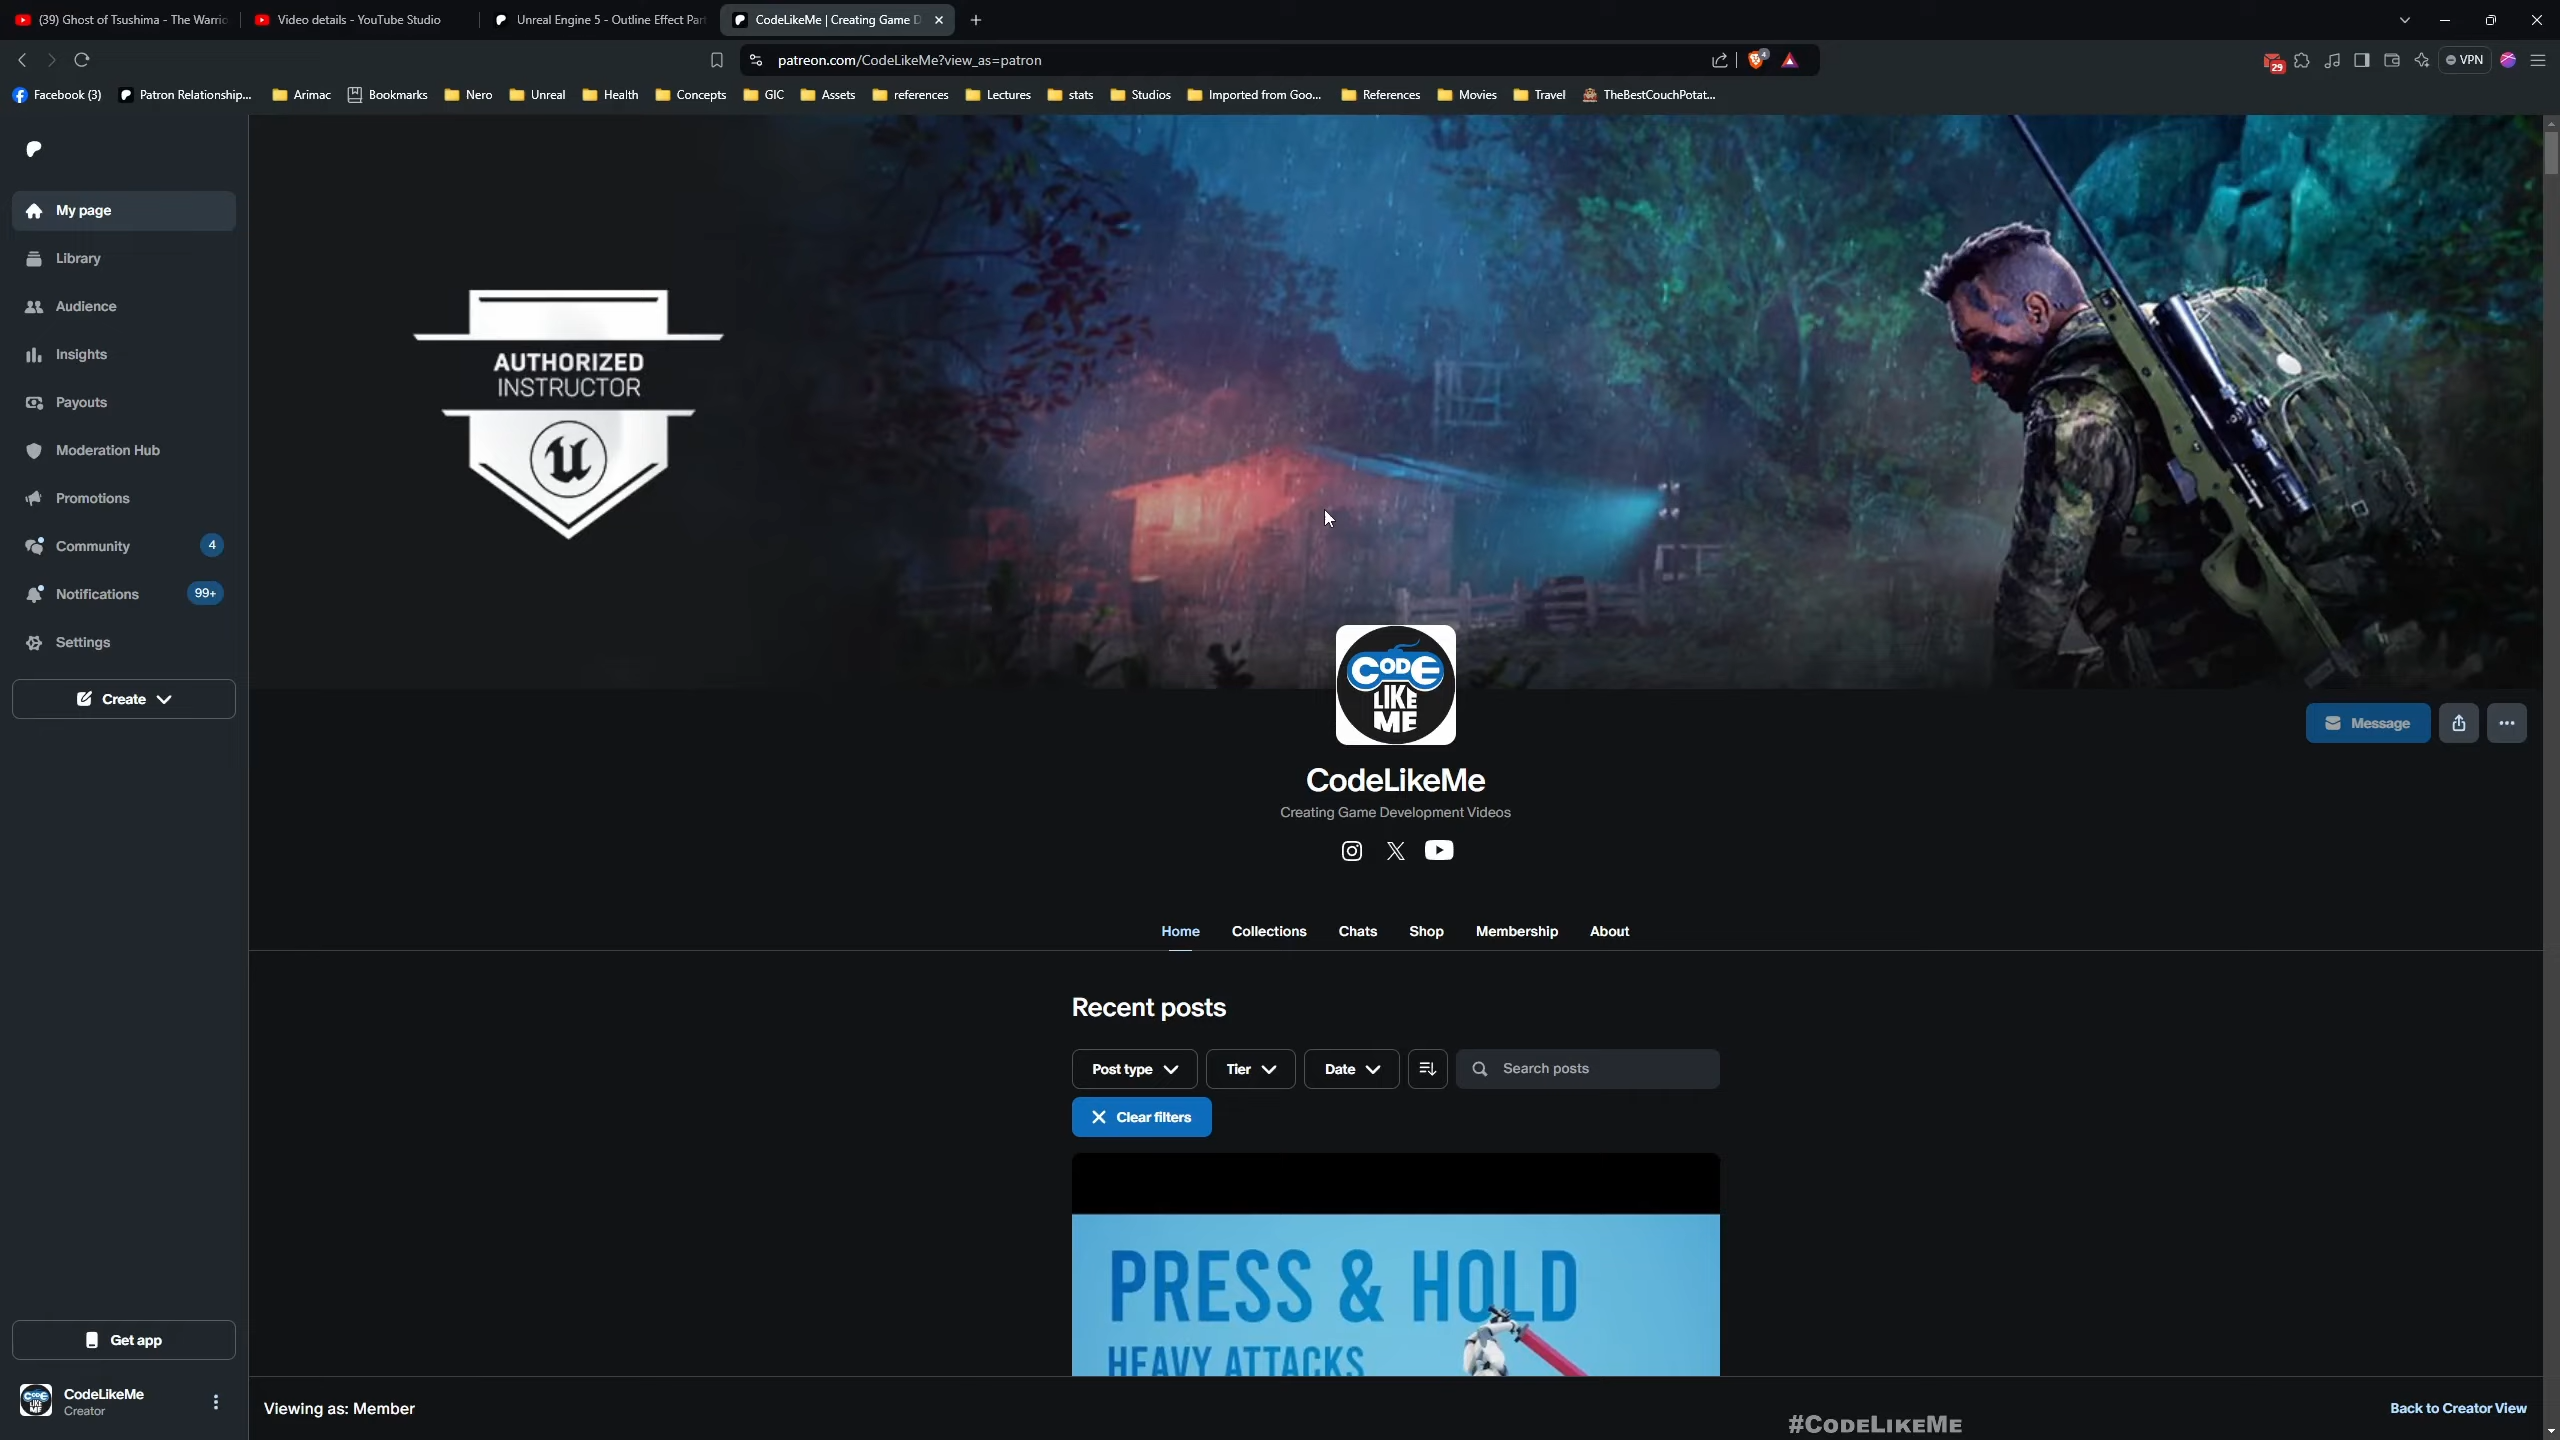 (39) Ghost of Tsushima - The Warrio
Video details - YouTube Studio
Unreal Engine 5 - Outline Effect Par
CodeLikeMe | Creating Game D
patreon.com/CodeLikeMe?view_as=patron
4
29
VPN
Facebook (3)
Patron Relationship...
Arimac
Bookmarks
Nero
Unreal
Health
Concepts
GIC
Assets
references
Lectures
stats
Studios
Imported from Goo...
References
Movies
Travel
TheBestCouchPotat...
My page
Library
Audience
Insights
Payouts
Moderation Hub
Promotions
Community 4
Notifications 99+
Settings
Create
Get app
CodeLikeMe
Creator
AUTHORIZED
INSTRUCTOR
CODE
LIKE
ME
Message
CodeLikeMe
Creating Game Development Videos
Home Collections Chats Shop Membership About
Recent posts
Post type Tier Date Search posts
Clear filters
PRESS & HOLD
HEAVY ATTACKS
Viewing as: Member
#CODELIKEME
Back to Creator View